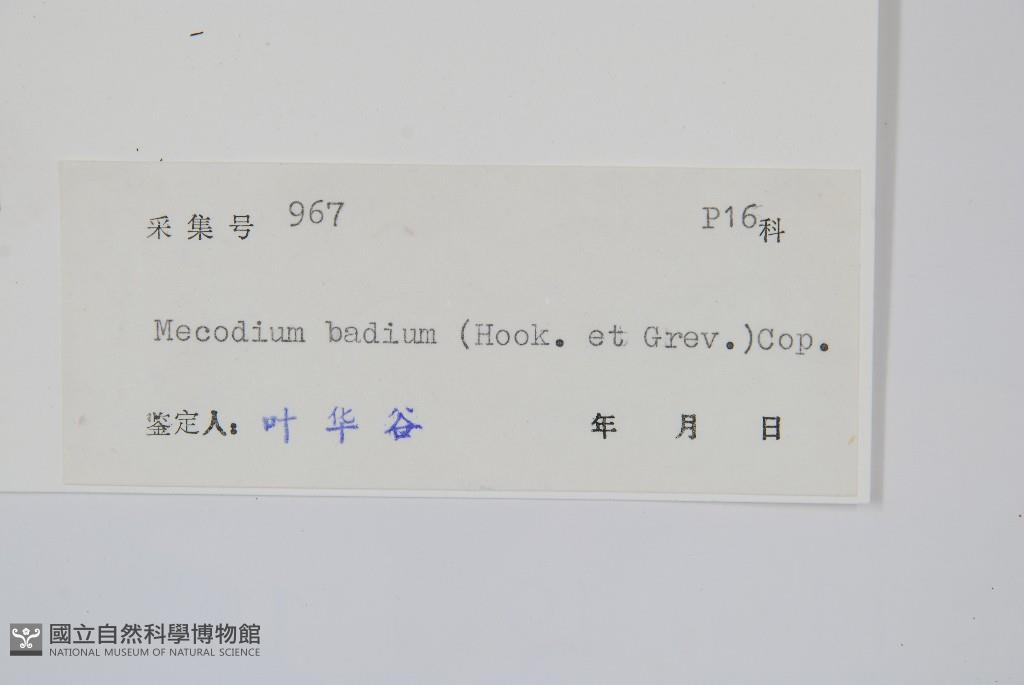 采集号 967 P16科
Mecodium badium (Hook. et Grev.)Cop.
鉴定人: 叶华谷 年 月 日
國立自然科學博物館
NATIONAL MUSEUM OF NATURAL SCIENCE